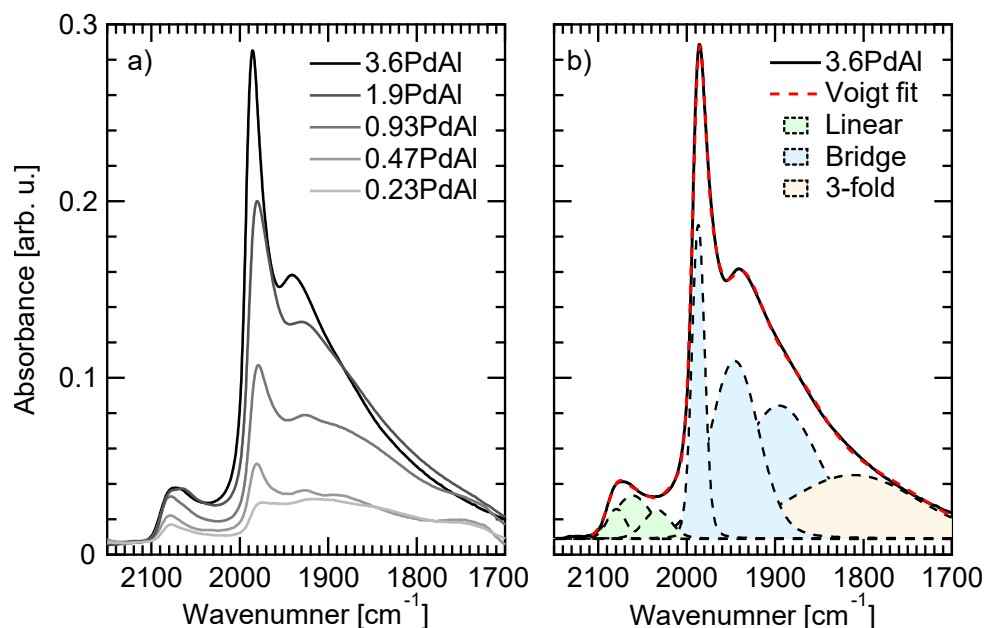 0.3
0.2
0.1
0
Absorbance [arb. u.]
a)
3.6PdAl
1.9PdAl
0.93PdAl
0.47PdAl
0.23PdAl
2100 2000 1900 1800 1700
Wavenumner [cm⁻¹]
b)
3.6PdAl
Voigt fit
Linear
Bridge
3-fold
2100 2000 1900 1800 1700
Wavenumner [cm⁻¹]